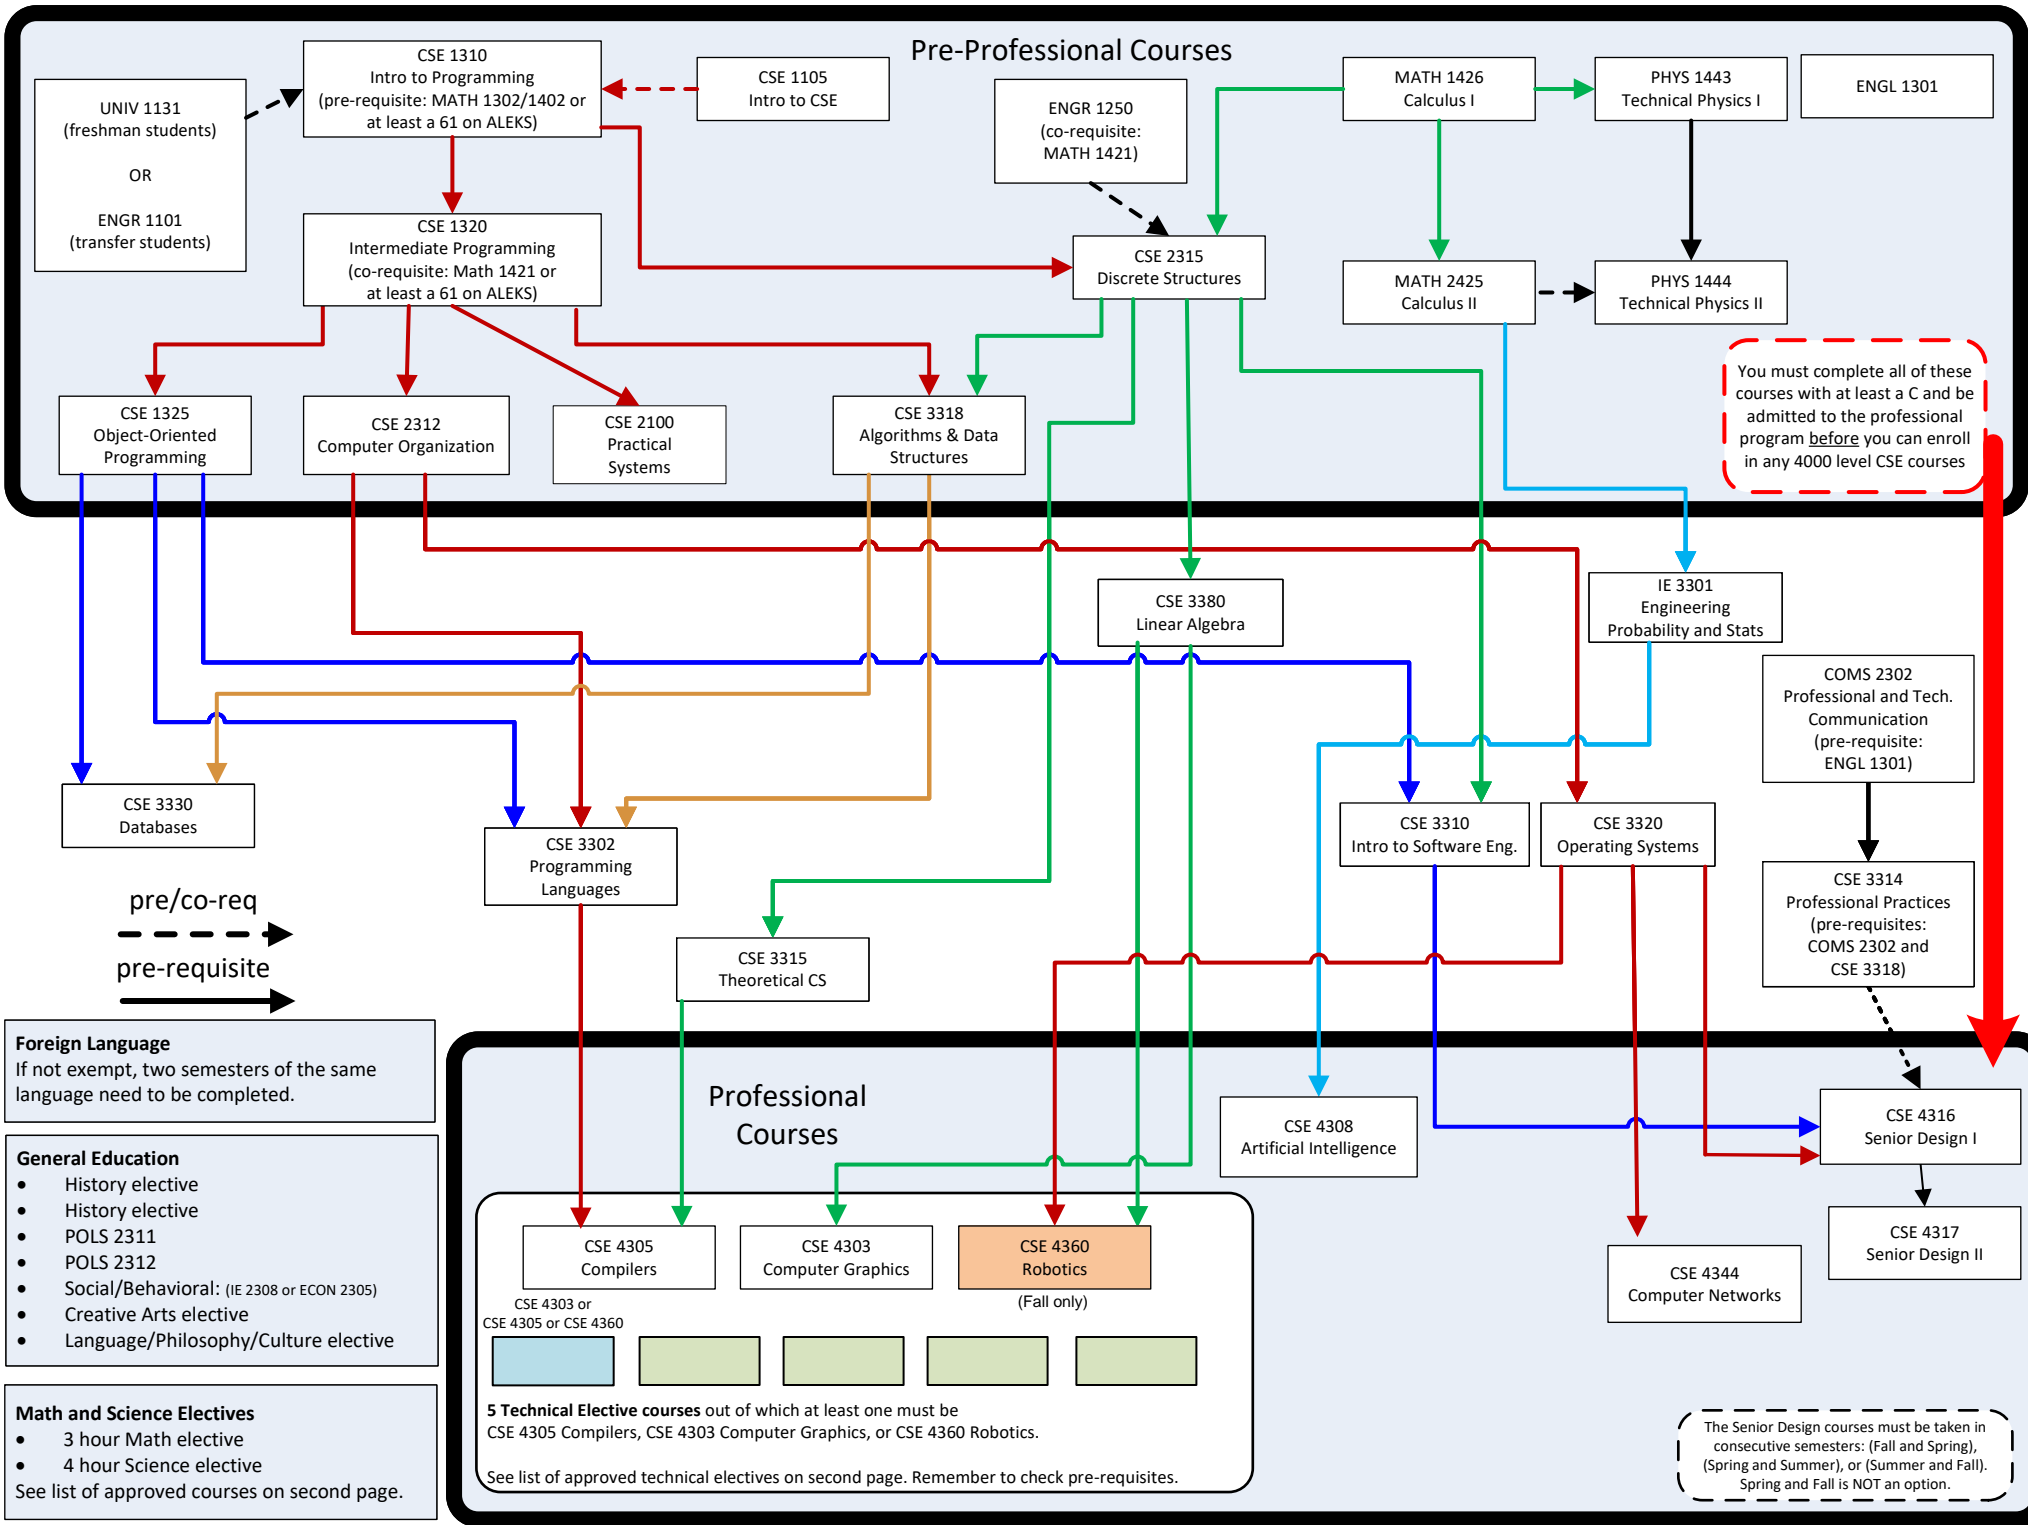 Pre-Professional Courses
UNIV 1131
(freshman students)
OR
ENGR 1101
(transfer students)
CSE 1310
Intro to Programming
(pre-requisite: MATH 1302/1402 or
at least a 61 on ALEKS)
CSE 1105
Intro to CSE
ENGR 1250
(co-requisite:
MATH 1421)
MATH 1426
Calculus I
PHYS 1443
Technical Physics I
ENGL 1301
CSE 1320
Intermediate Programming
(co-requisite: Math 1421 or
at least a 61 on ALEKS)
CSE 2315
Discrete Structures
MATH 2425
Calculus II
PHYS 1444
Technical Physics II
You must complete all of these
courses with at least a C and be
admitted to the professional
program before you can enroll
in any 4000 level CSE courses
CSE 1325
Object-Oriented
Programming
CSE 2312
Computer Organization
CSE 2100
Practical
Systems
CSE 3318
Algorithms & Data
Structures
CSE 3380
Linear Algebra
IE 3301
Engineering
Probability and Stats
COMS 2302
Professional and Tech.
Communication
(pre-requisite:
ENGL 1301)
CSE 3330
Databases
CSE 3302
Programming
Languages
CSE 3310
Intro to Software Eng.
CSE 3320
Operating Systems
CSE 3314
Professional Practices
(pre-requisites:
COMS 2302 and
CSE 3318)
pre/co-req
pre-requisite
CSE 3315
Theoretical CS
Foreign Language
If not exempt, two semesters of the same
language need to be completed.
General Education
• History elective
• History elective
• POLS 2311
• POLS 2312
• Social/Behavioral: (IE 2308 or ECON 2305)
• Creative Arts elective
• Language/Philosophy/Culture elective
Math and Science Electives
• 3 hour Math elective
• 4 hour Science elective
See list of approved courses on second page.
Professional
Courses
CSE 4308
Artificial Intelligence
CSE 4316
Senior Design I
CSE 4317
Senior Design II
CSE 4344
Computer Networks
CSE 4305
Compilers
CSE 4303
Computer Graphics
CSE 4360
Robotics
(Fall only)
CSE 4303 or
CSE 4305 or CSE 4360
5 Technical Elective courses out of which at least one must be
CSE 4305 Compilers, CSE 4303 Computer Graphics, or CSE 4360 Robotics.
See list of approved technical electives on second page. Remember to check pre-requisites.
The Senior Design courses must be taken in
consecutive semesters: (Fall and Spring),
(Spring and Summer), or (Summer and Fall).
Spring and Fall is NOT an option.